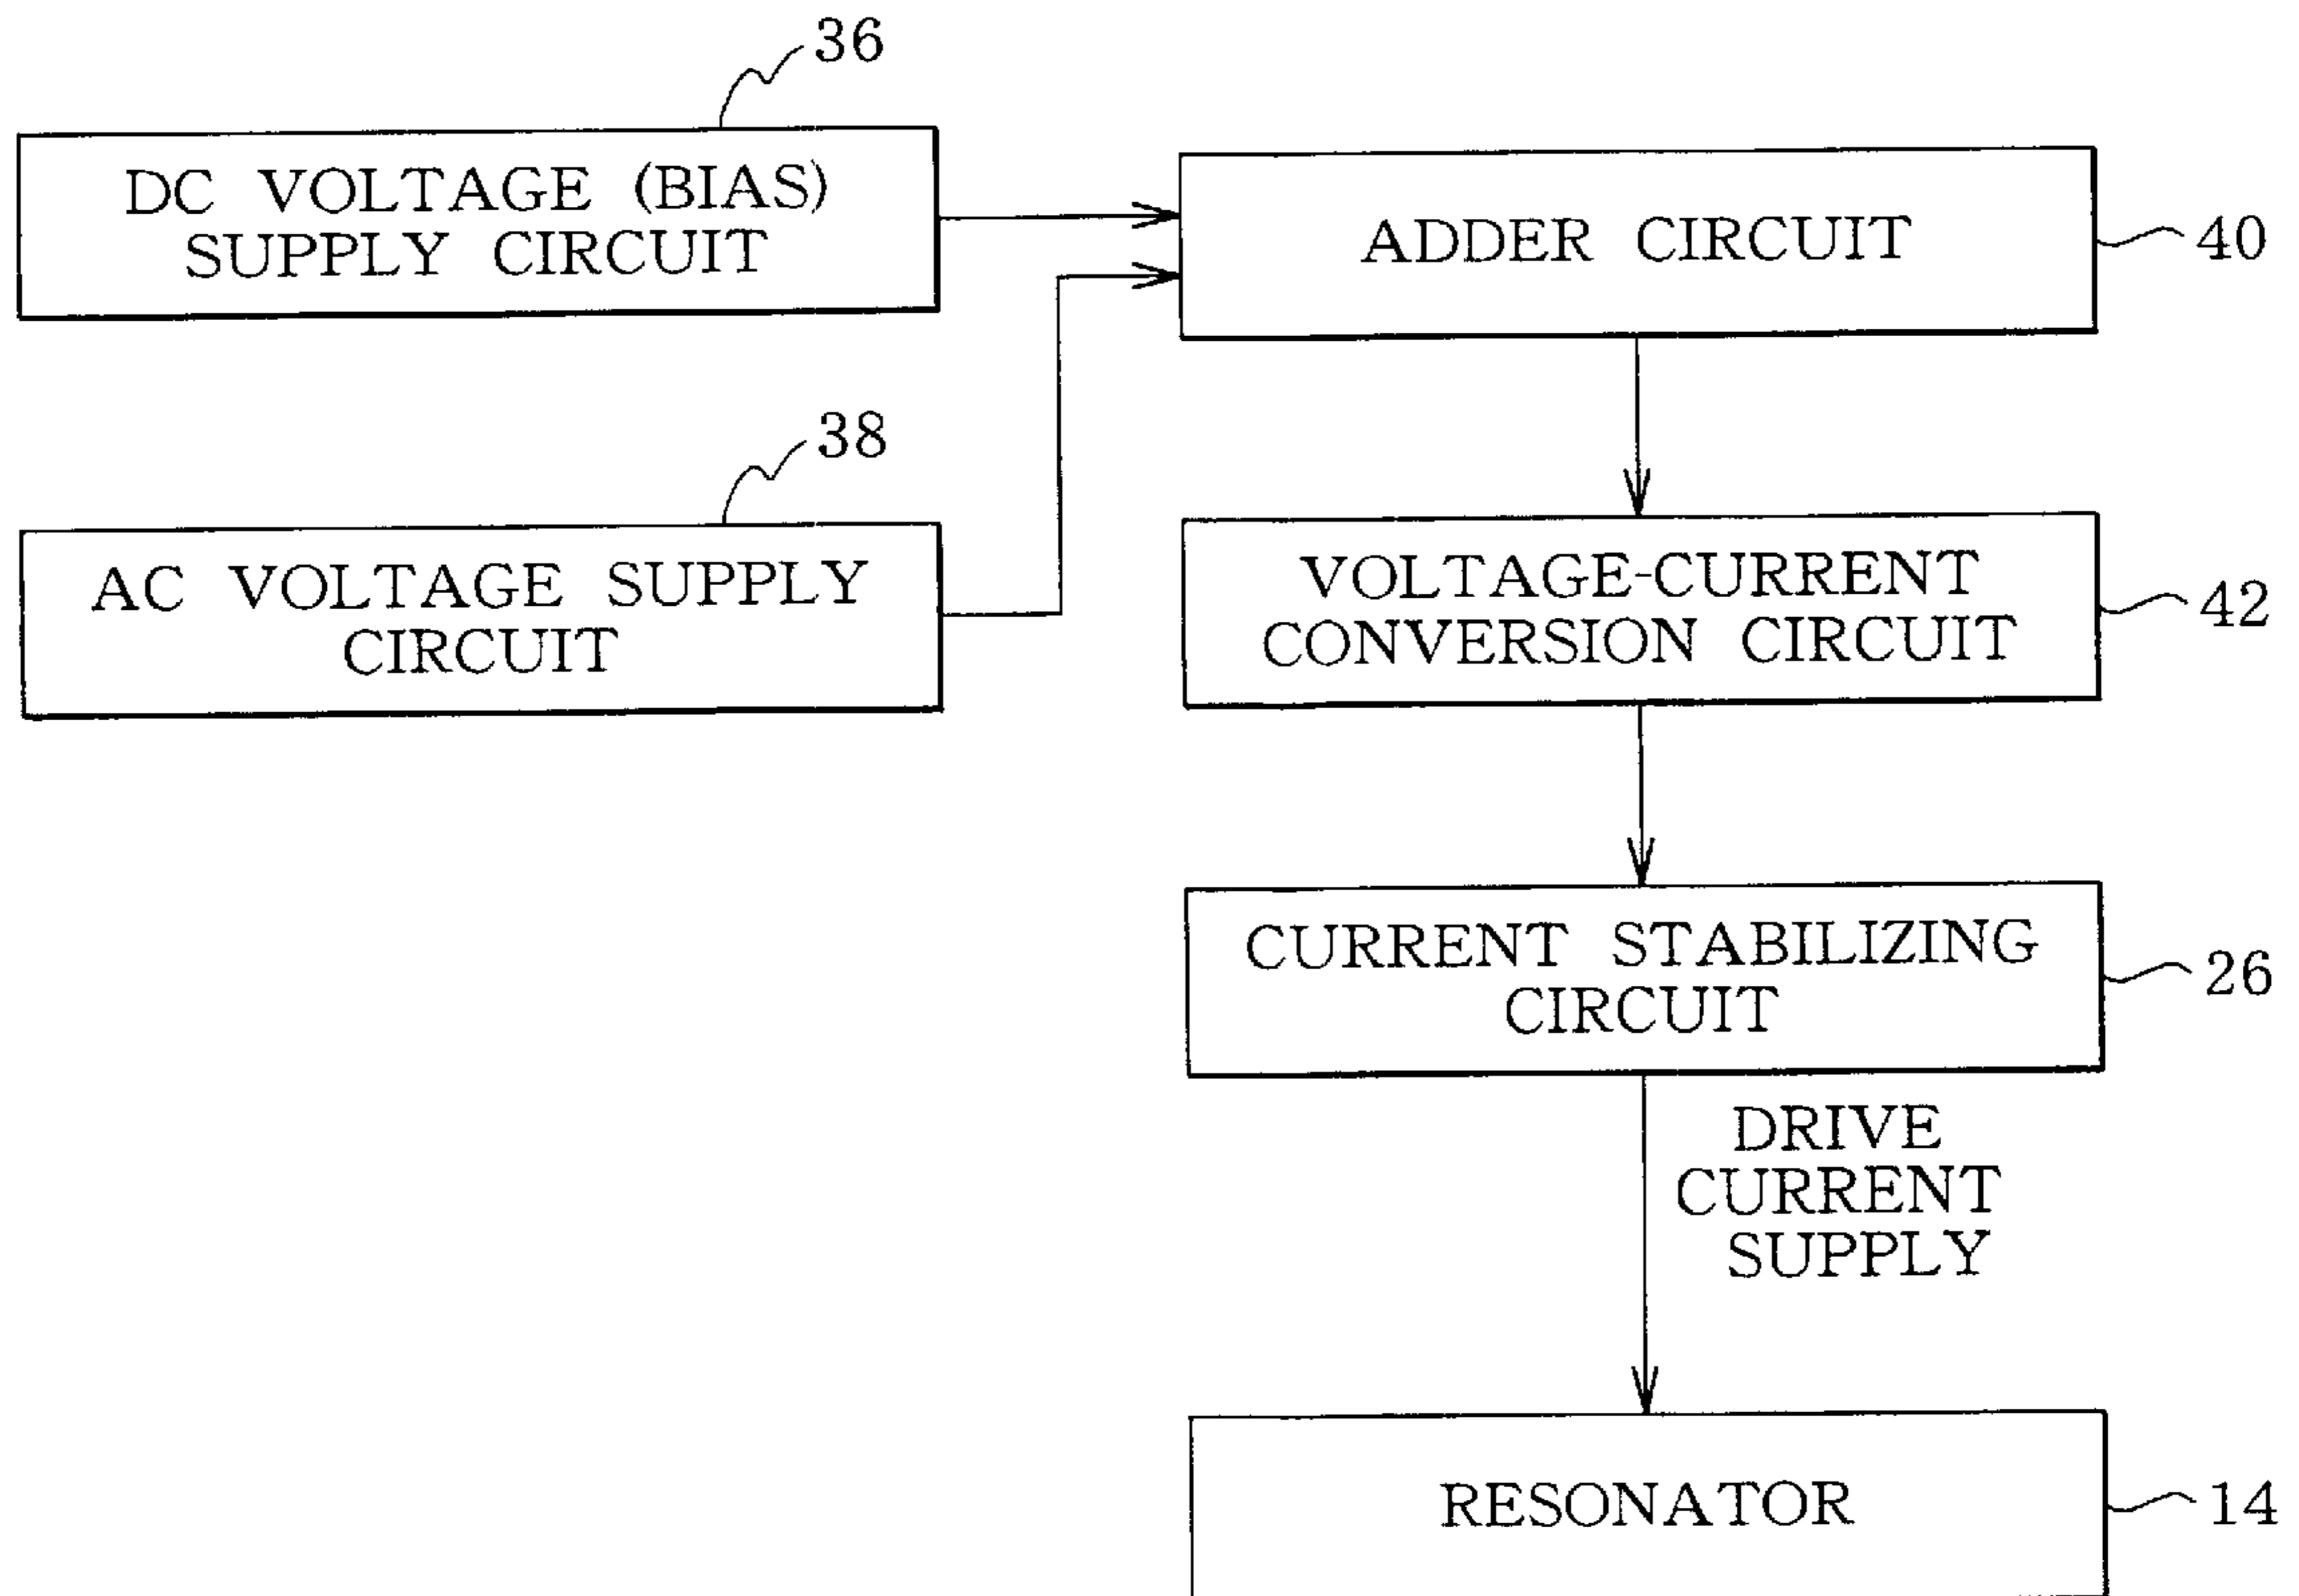 36
DC VOLTAGE (BIAS)
SUPPLY CIRCUIT
ADDER CIRCUIT
40
38
AC VOLTAGE SUPPLY
CIRCUIT
VOLTAGE-CURRENT
CONVERSION CIRCUIT
42
CURRENT STABILIZING
CIRCUIT
26
DRIVE
CURRENT
SUPPLY
RESONATOR
14